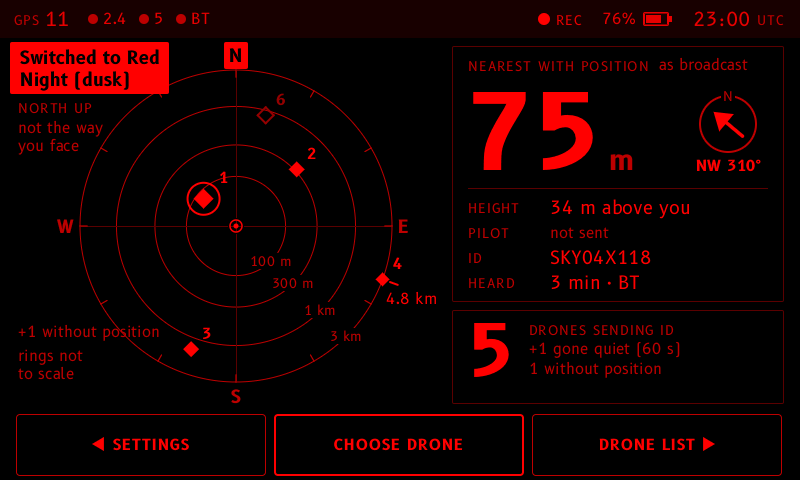 GPS 11 2.4 5 BT REC 76% 23:00 UTC
Switched to Red
Night [dusk]
NORTH UP
not the way
you face
N
6
2
1
W
E
100 m
300 m
1 km
3 km
4
4.8 km
3
+1 without position
rings not
to scale
S
NEAREST WITH POSITION as broadcast
75 m
N
NW 310°
HEIGHT 34 m above you
PILOT not sent
ID SKY04X118
HEARD 3 min · BT
5
DRONES SENDING ID
+1 gone quiet [60 s]
1 without position
◀ SETTINGS
CHOOSE DRONE
DRONE LIST ▶